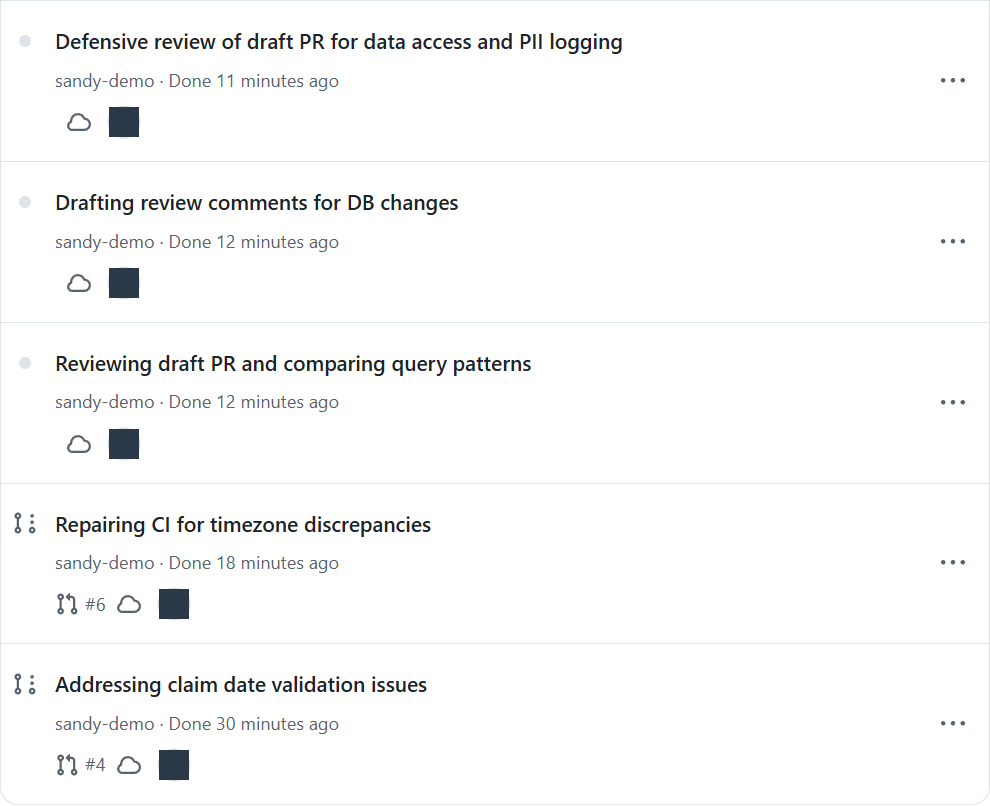 Defensive review of draft PR for data access and PII logging
sandy-demo · Done 11 minutes ago
Drafting review comments for DB changes
sandy-demo · Done 12 minutes ago
Reviewing draft PR and comparing query patterns
sandy-demo · Done 12 minutes ago
Repairing CI for timezone discrepancies
sandy-demo · Done 18 minutes ago
#6
Addressing claim date validation issues
sandy-demo · Done 30 minutes ago
#4